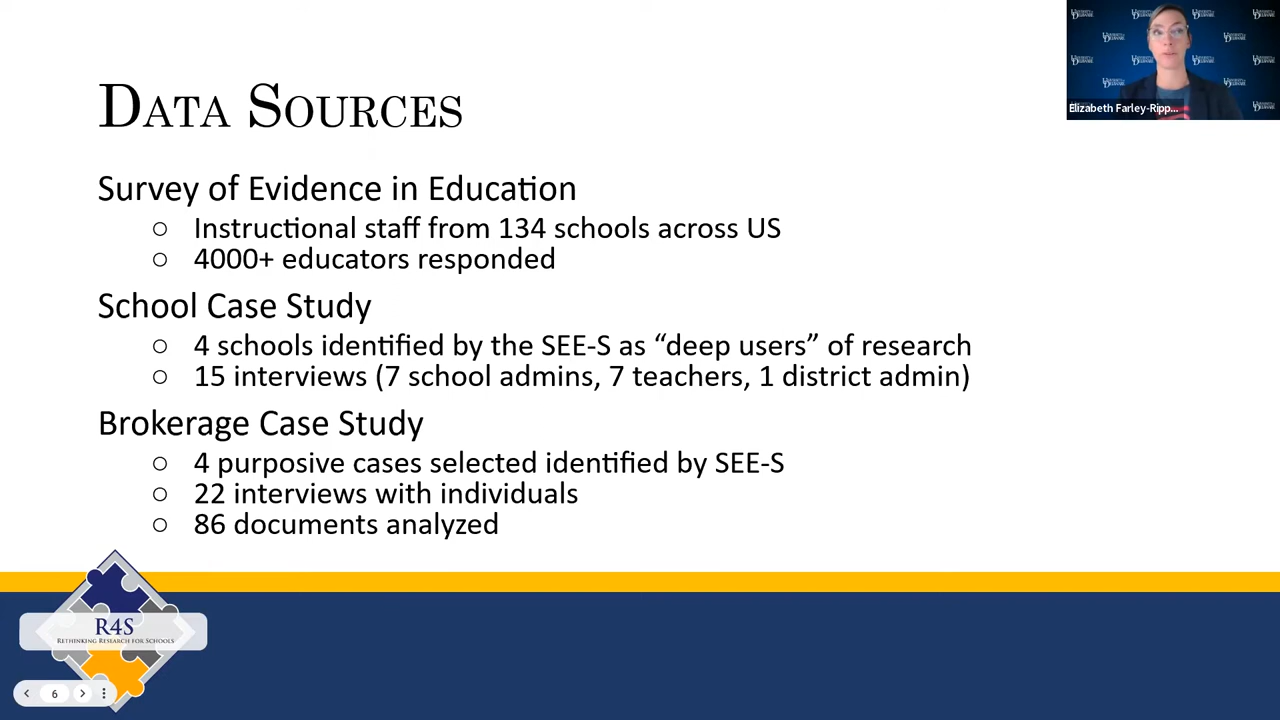 DATA SOURCES
Survey of Evidence in Education
○ Instructional staff from 134 schools across US
○ 4000+ educators responded
School Case Study
○ 4 schools identified by the SEE-S as “deep users” of research
○ 15 interviews (7 school admins, 7 teachers, 1 district admin)
Brokerage Case Study
○ 4 purposive cases selected identified by SEE-S
○ 22 interviews with individuals
○ 86 documents analyzed
Elizabeth Farley-Ripp...
R4S
RETHINKING RESEARCH FOR SCHOOLS
6